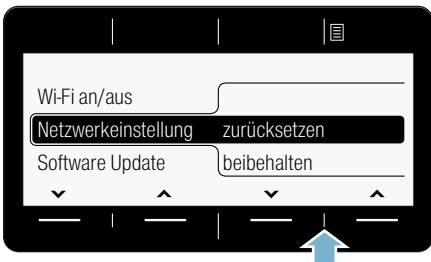 Wi-Fi an/aus
Netzwerkeinstellung zurücksetzen
Software Update beibehalten